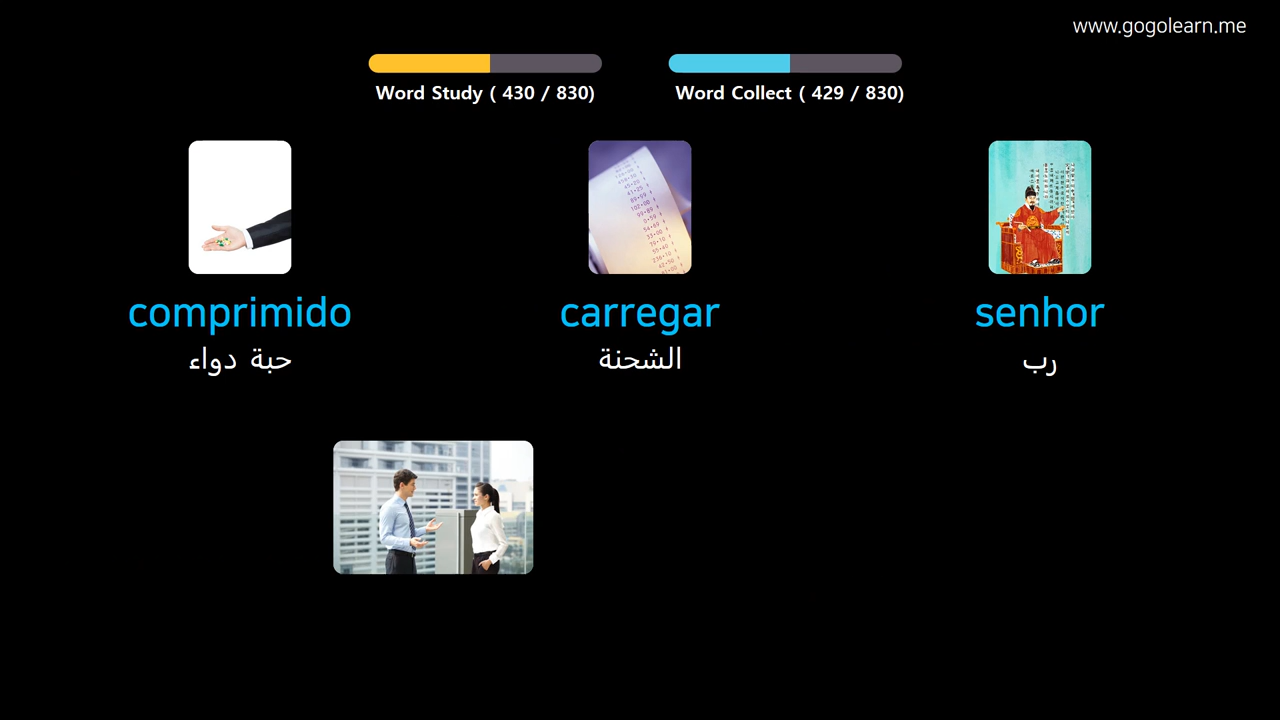 www.gogolearn.me
Word Study ( 430 / 830)
Word Collect ( 429 / 830)
comprimido
carregar
senhor
حبة دواء
الشحنة
رب